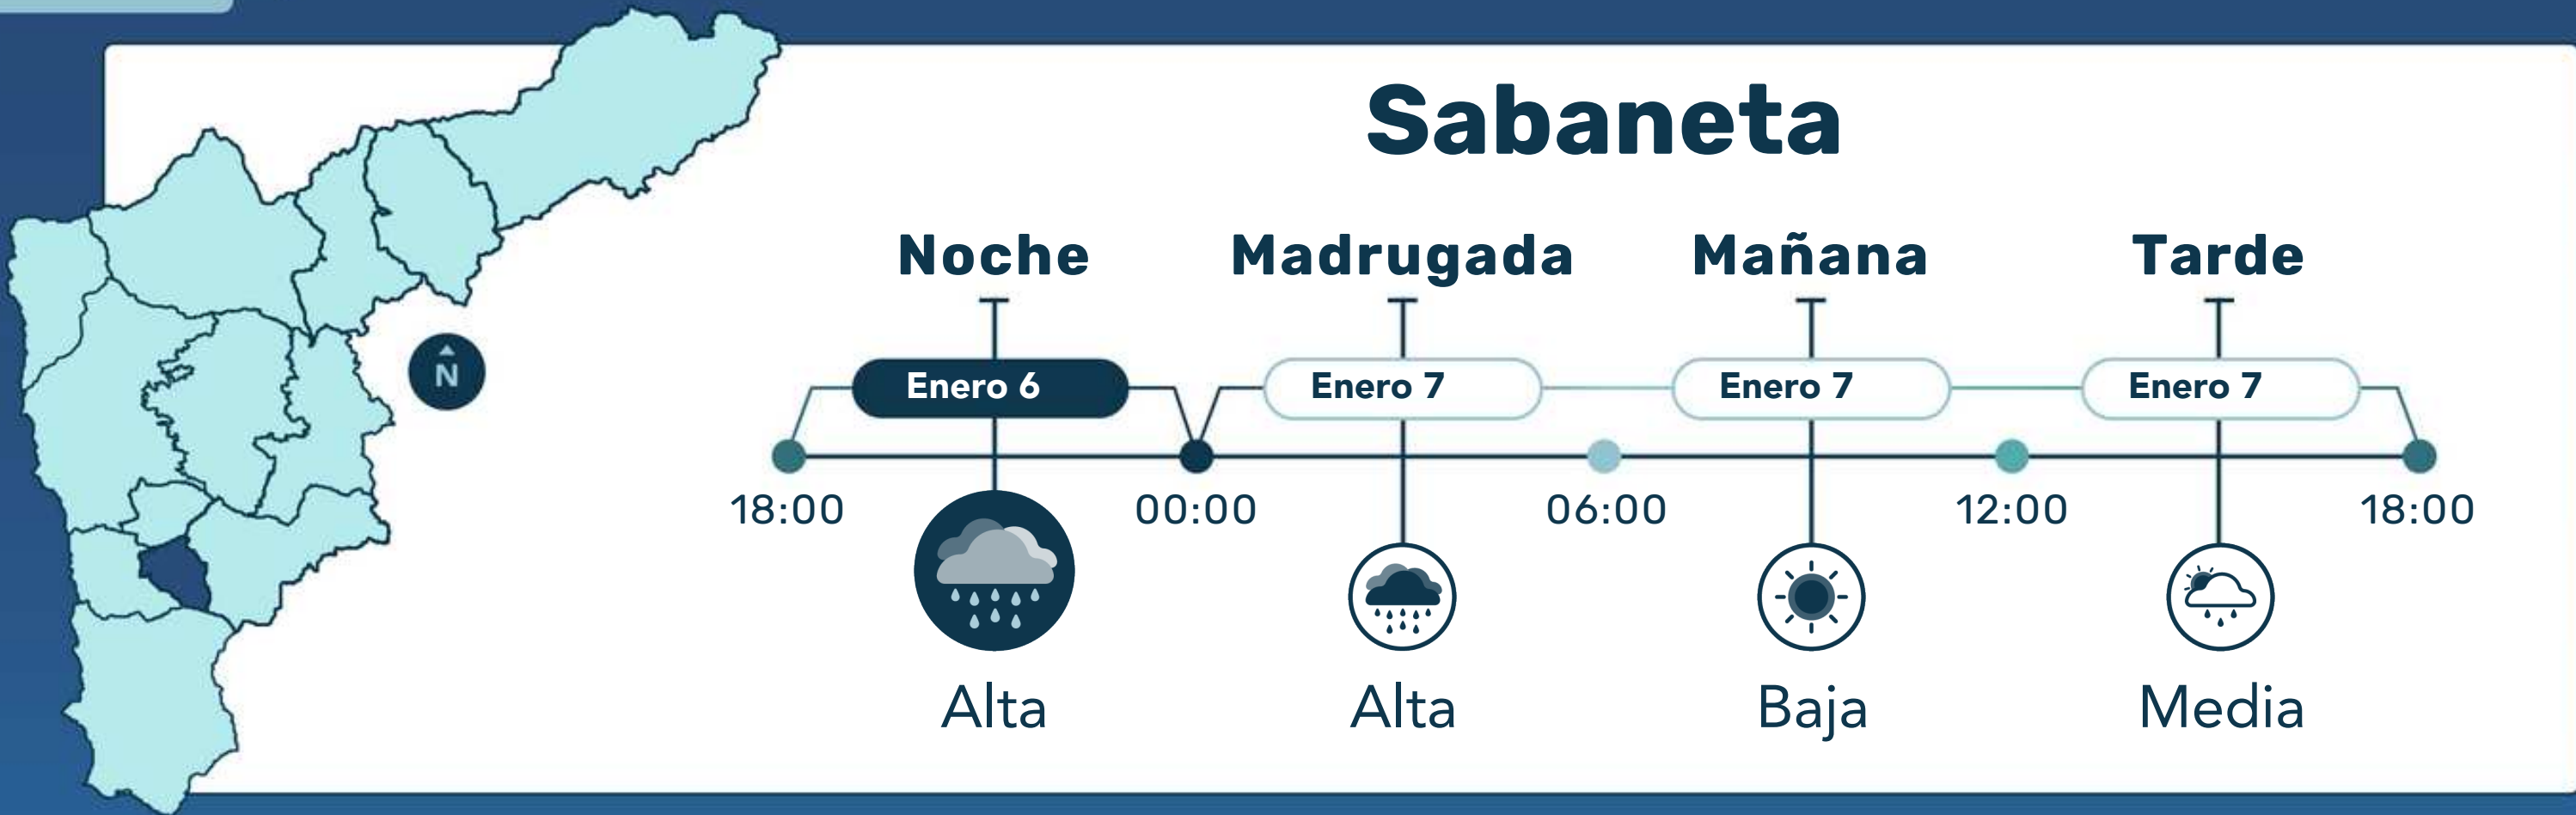 Sabaneta
Noche
Madrugada
Mañana
Tarde
N
Enero 6
Enero 7
Enero 7
Enero 7
18:00
00:00
06:00
12:00
18:00
Alta
Alta
Baja
Media